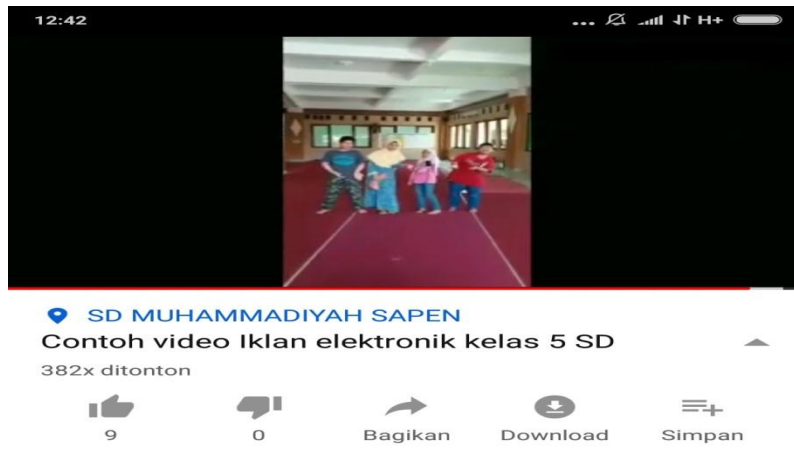 12:42 ... H+
SD MUHAMMADIYAH SAPEN
Contoh video Iklan elektronik kelas 5 SD
382x ditonton
9 0 Bagikan Download Simpan